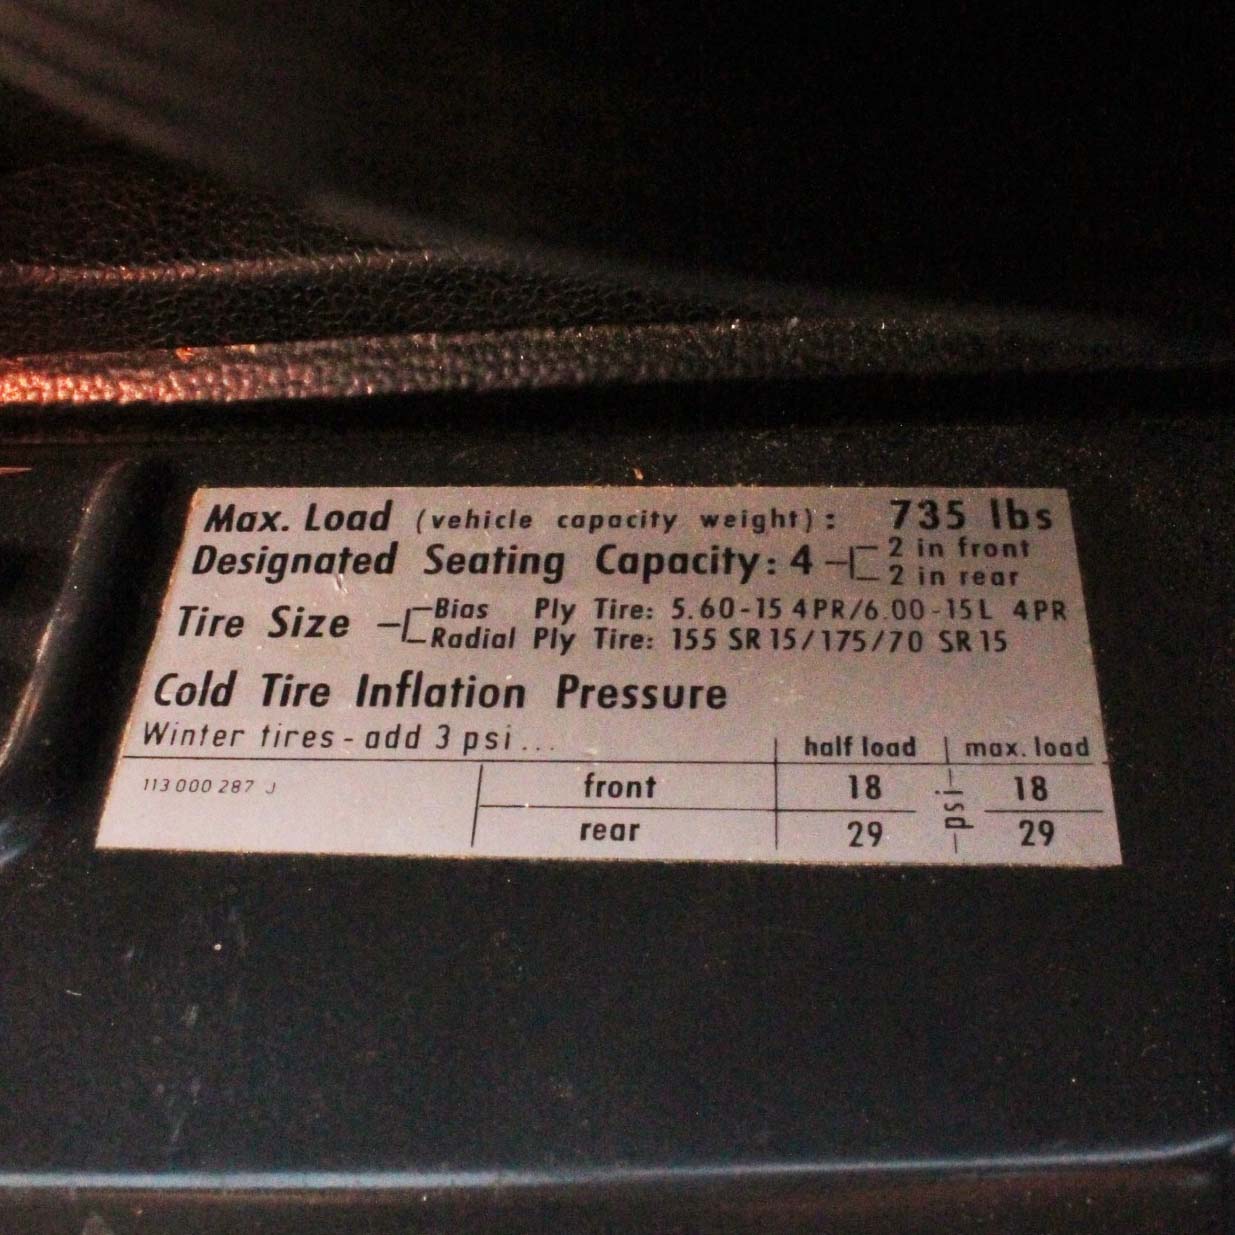 Max. Load (vehicle capacity weight): 735 lbs
Designated Seating Capacity: 4 2 in front
2 in rear
Tire Size Bias Ply Tire: 5.60-15 4PR/6.00-15L 4PR
Radial Ply Tire: 155 SR 15/175/70 SR 15
Cold Tire Inflation Pressure
Winter tires - add 3 psi...
half load max. load
113 000 287 J front 18 psi 18
rear 29 29